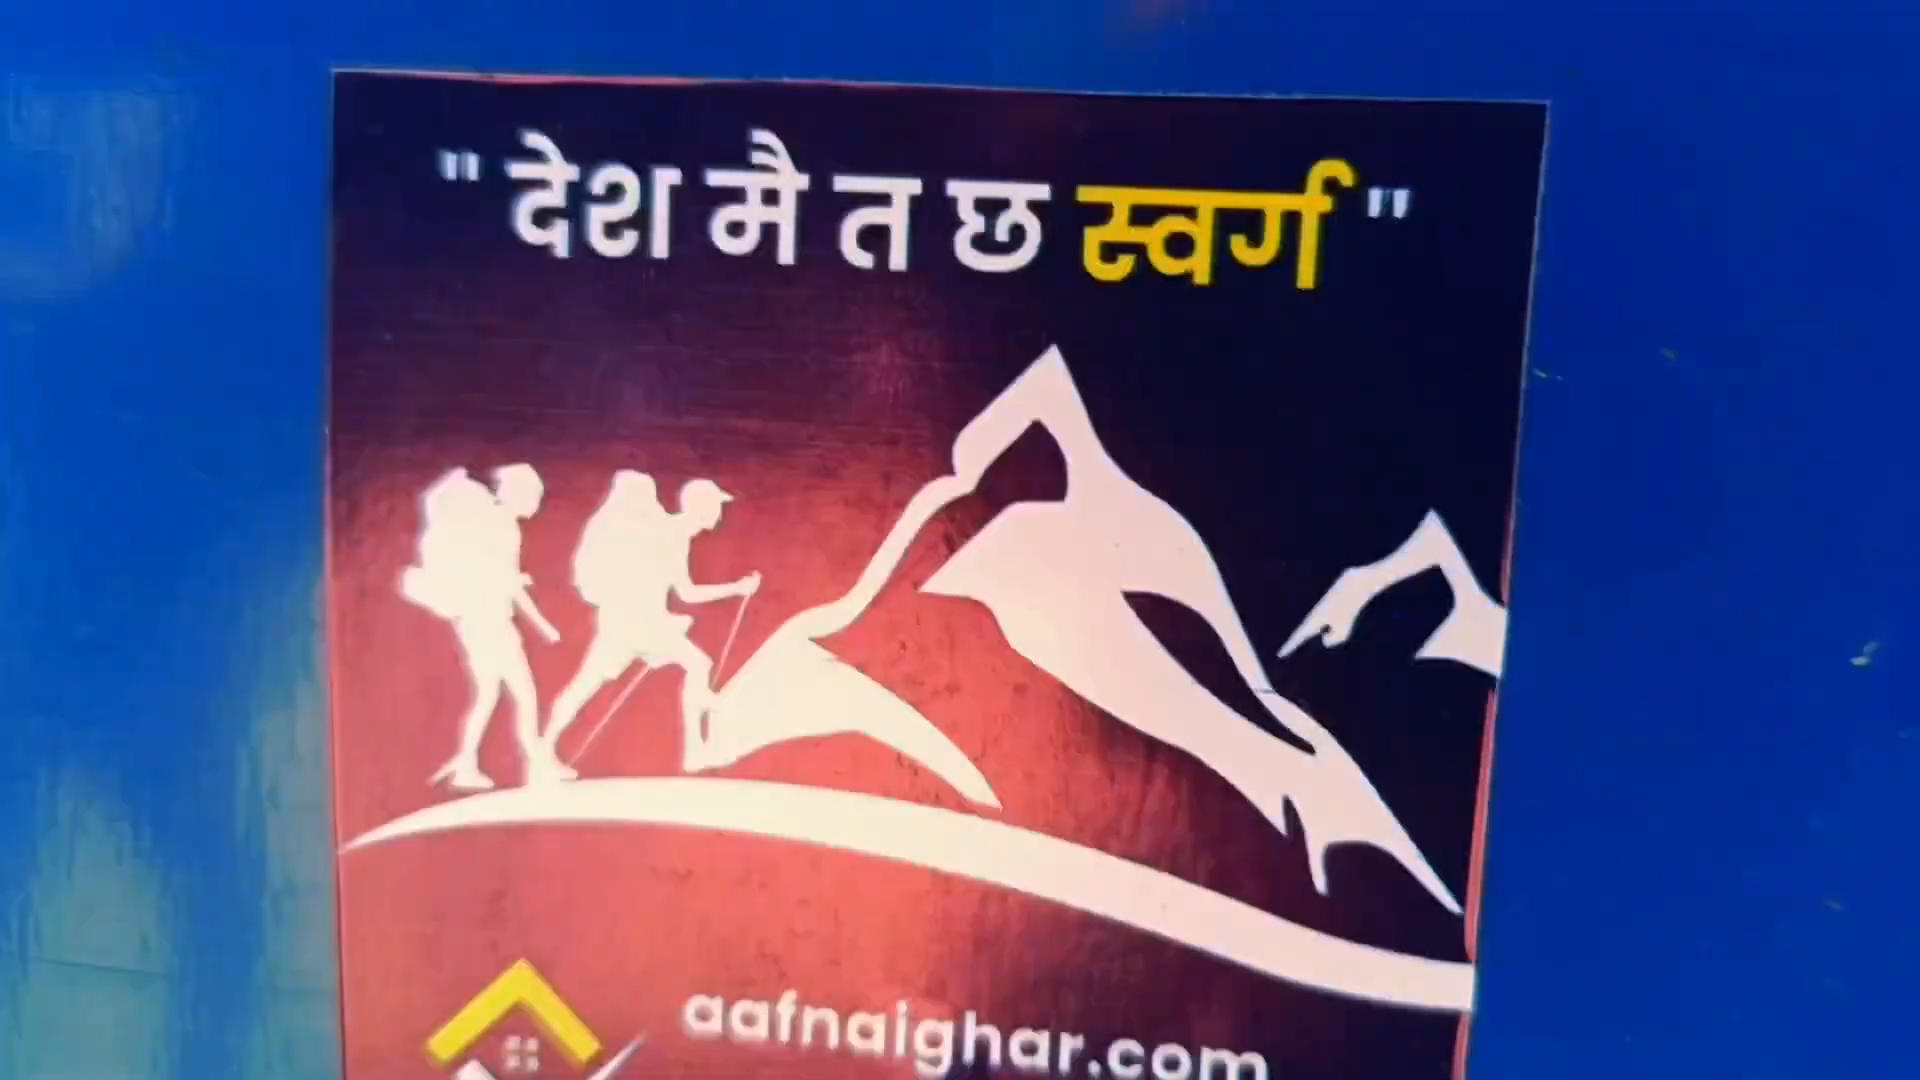 " देश मै त छ स्वर्ग "
aafnaighar.com